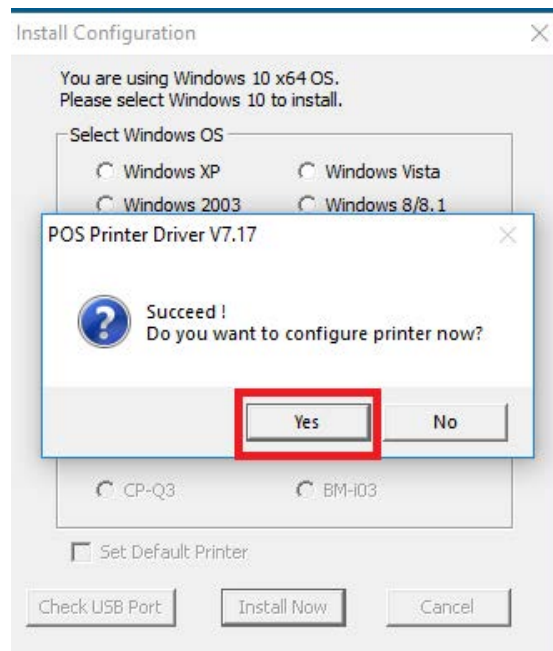 Install Configuration
You are using Windows 10 x64 OS.
Please select Windows 10 to install.
Select Windows OS
Windows XP Windows Vista
Windows 2003 Windows 8/8.1
POS Printer Driver V7.17
Succeed !
Do you want to configure printer now?
Yes No
CP-Q3 BM-i03
Set Default Printer
Check USB Port Install Now Cancel